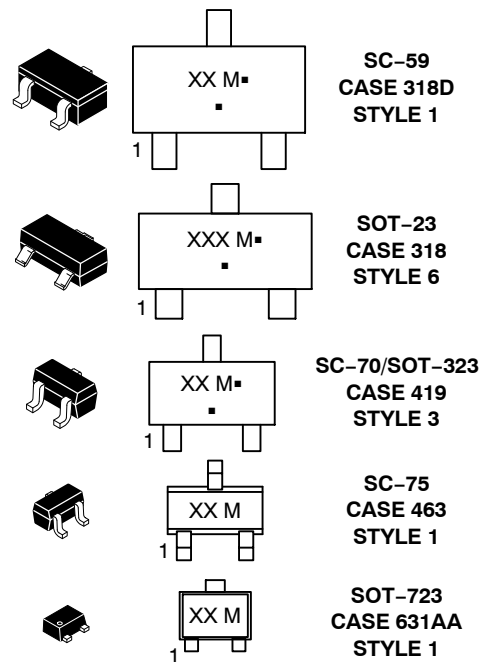 XX M▪
▪
1
SC−59
CASE 318D
STYLE 1
XXX M▪
▪
1
SOT−23
CASE 318
STYLE 6
XX M▪
▪
1
SC−70/SOT−323
CASE 419
STYLE 3
XX M
1
SC−75
CASE 463
STYLE 1
XX M
1
SOT−723
CASE 631AA
STYLE 1